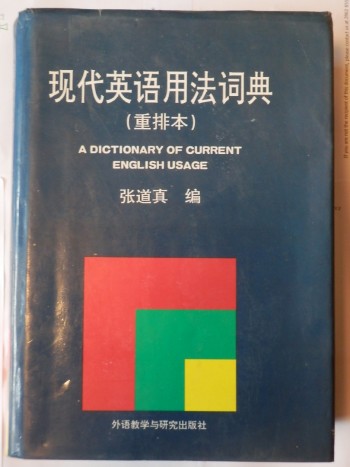 现代英语用法词典
(重排本)
A DICTIONARY OF CURRENT
ENGLISH USAGE
张道真 编
外语教学与研究出版社